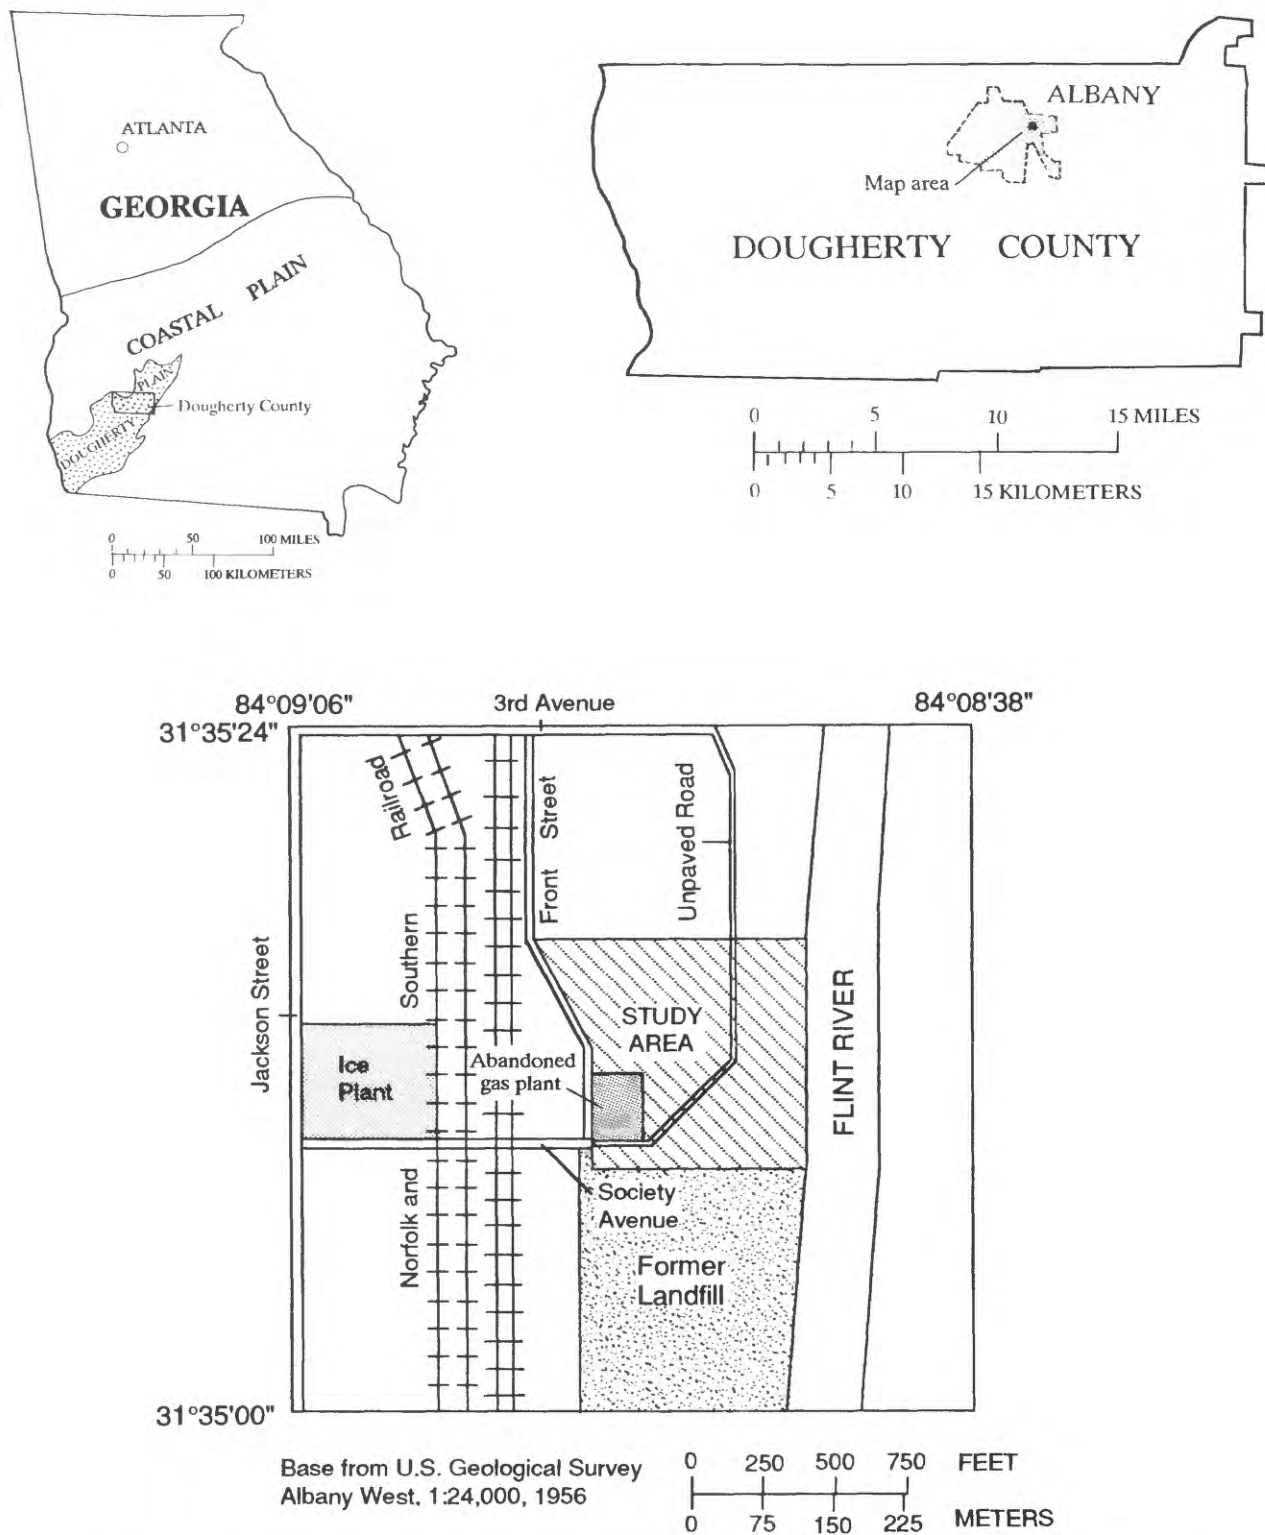 ATLANTA
GEORGIA
COASTAL PLAIN
PLAIN
Dougherty County
DOUGHERTY
0 50 100 MILES
0 50 100 KILOMETERS
ALBANY
Map area
DOUGHERTY COUNTY
0 5 10 15 MILES
0 5 10 15 KILOMETERS
84°09'06" 3rd Avenue 84°08'38"
31°35'24"
Railroad
Front Street
Unpaved Road
Southern
Jackson Street
STUDY
AREA
FLINT RIVER
Ice
Plant
Abandoned
gas plant
Norfolk and
Society
Avenue
Former
Landfill
31°35'00"
Base from U.S. Geological Survey
Albany West, 1:24,000, 1956
0 250 500 750 FEET
0 75 150 225 METERS